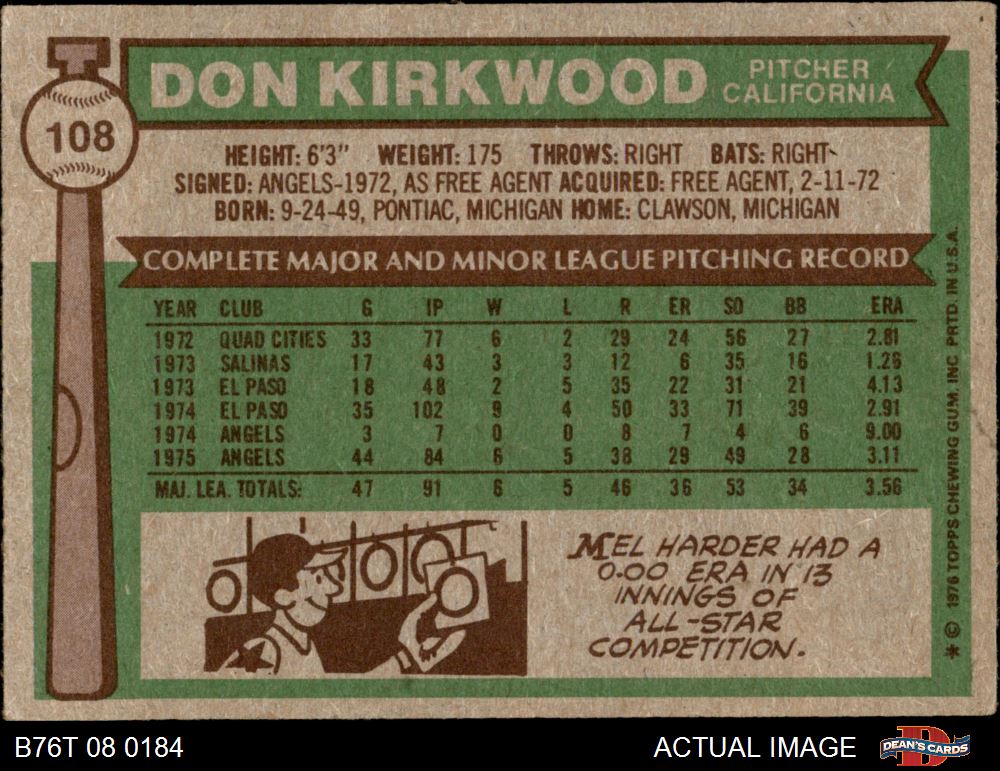 108
DON KIRKWOOD
PITCHER
CALIFORNIA
HEIGHT: 6'3" WEIGHT: 175 THROWS: RIGHT BATS: RIGHT
SIGNED: ANGELS-1972, AS FREE AGENT ACQUIRED: FREE AGENT, 2-11-72
BORN: 9-24-49, PONTIAC, MICHIGAN HOME: CLAWSON, MICHIGAN
COMPLETE MAJOR AND MINOR LEAGUE PITCHING RECORD
YEAR CLUB G IP W L R ER SO BB ERA
1972 QUAD CITIES 33 77 6 2 29 24 56 27 2.81
1973 SALINAS 17 43 3 3 12 6 35 16 1.26
1973 EL PASO 18 48 2 5 35 22 31 21 4.13
1974 EL PASO 35 102 9 4 50 33 71 39 2.91
1974 ANGELS 3 7 0 0 8 7 4 6 9.00
1975 ANGELS 44 84 6 5 38 29 49 28 3.11
MAJ. LEA. TOTALS: 47 91 6 5 46 36 53 34 3.56
MEL HARDER HAD A
0.00 ERA IN 13
INNINGS OF
ALL-STAR
COMPETITION.
* © 1976 TOPPS CHEWING GUM, INC PRTD. IN U.S.A.
B76T 08 0184
ACTUAL IMAGE
DEAN'S CARDS